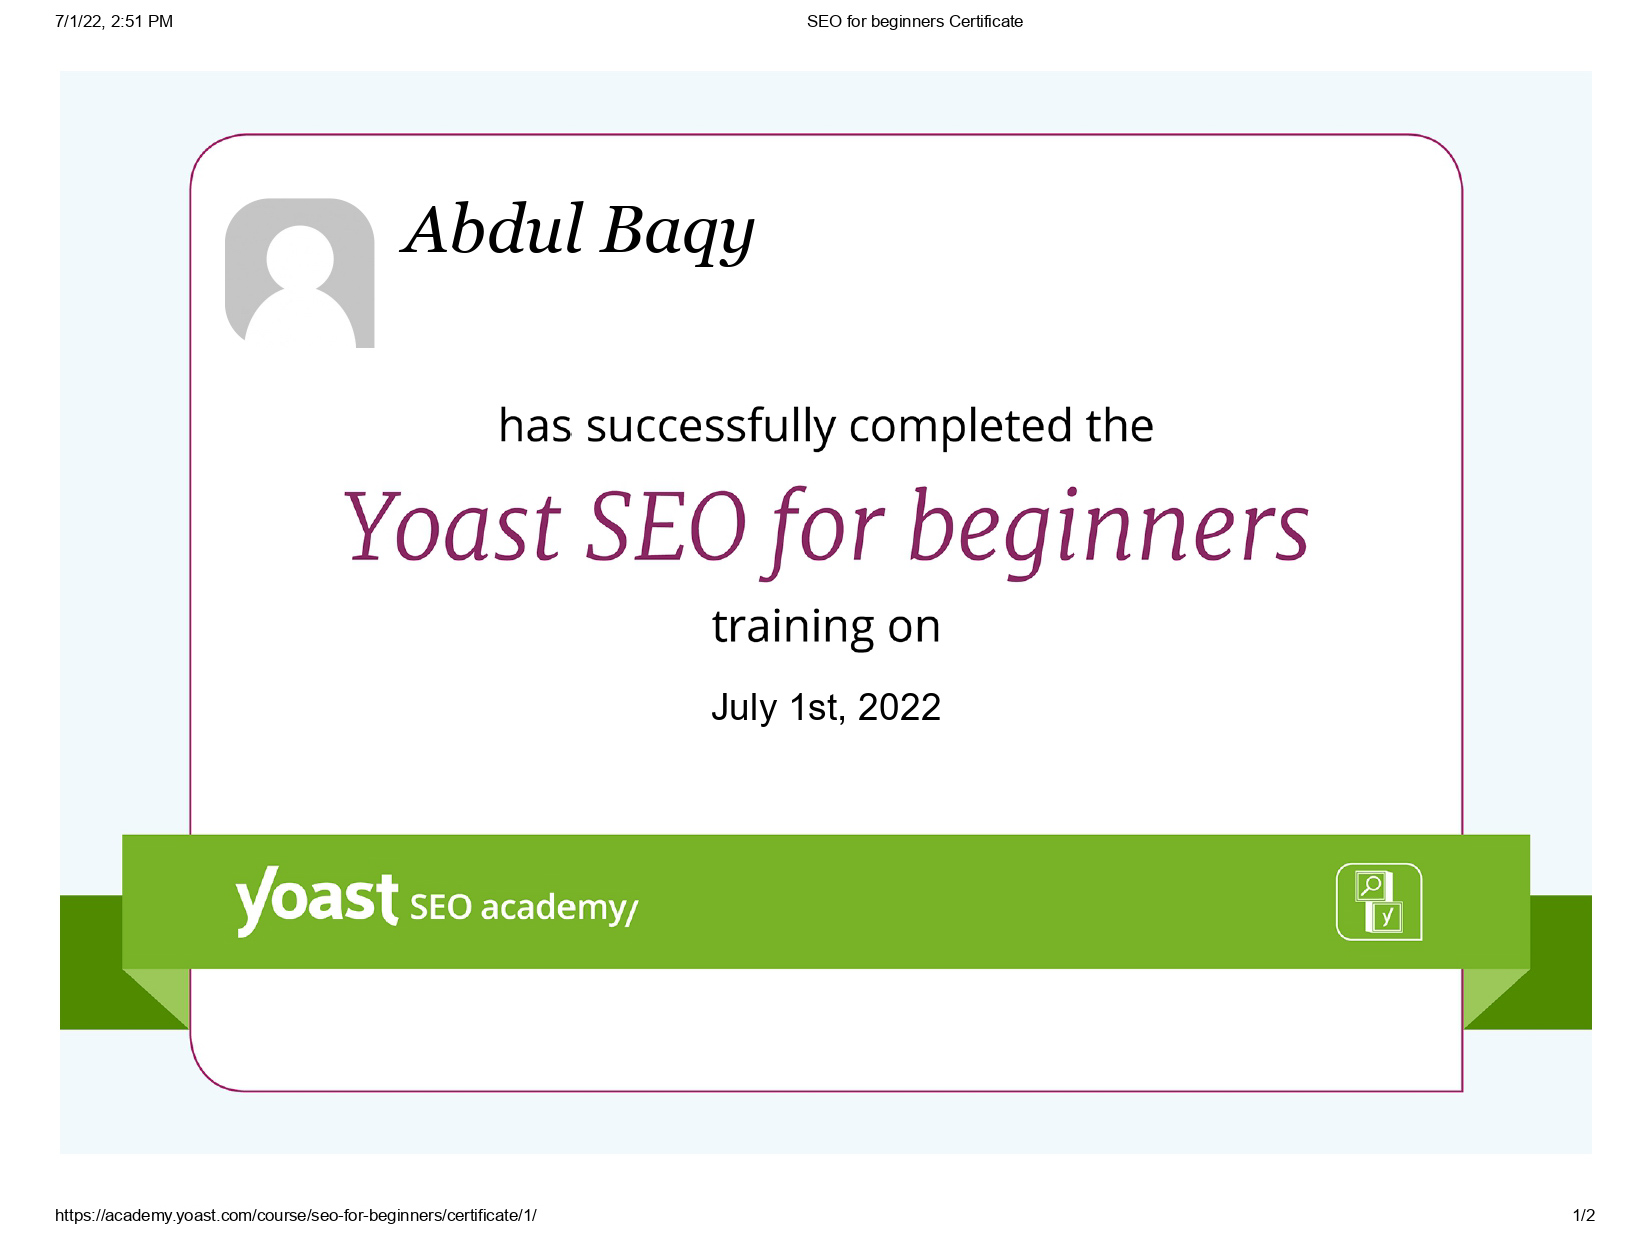 7/1/22, 2:51 PM
SEO for beginners Certificate
Abdul Baqy
has successfully completed the
Yoast SEO for beginners
training on
July 1st, 2022
yoast SEO academy/
y
https://academy.yoast.com/course/seo-for-beginners/certificate/1/
1/2